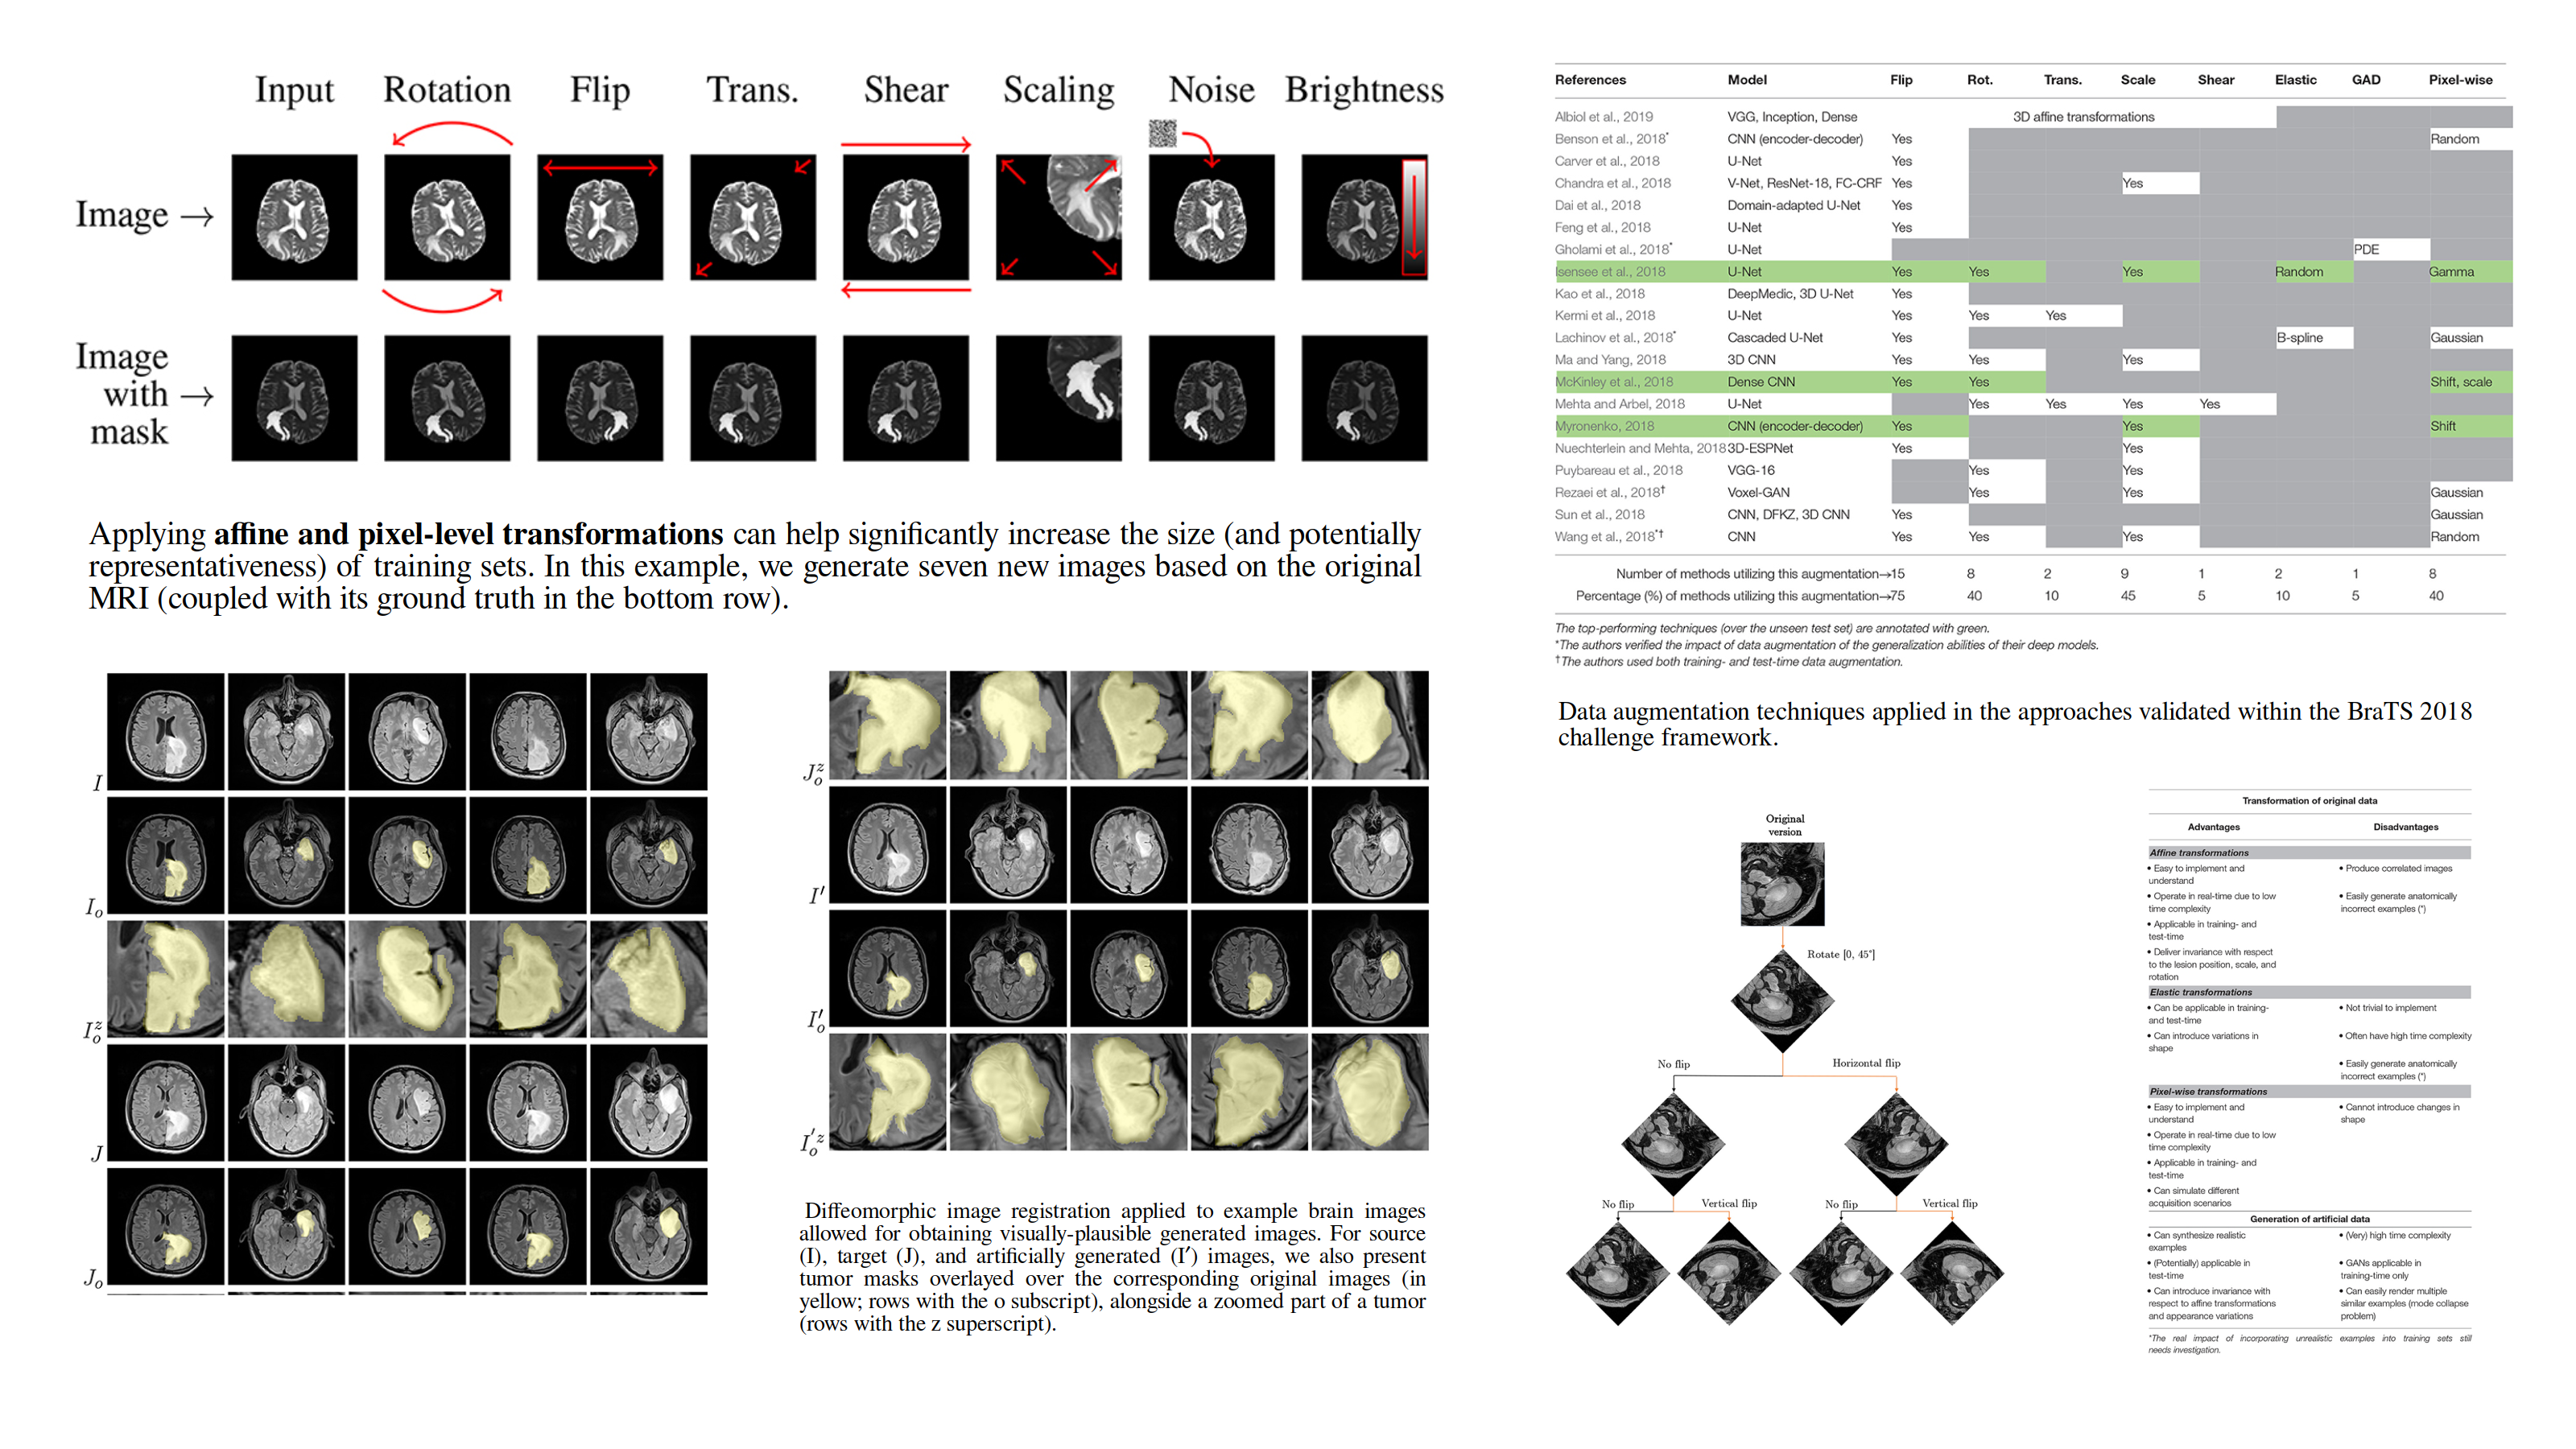 Input Rotation Flip Trans. Shear Scaling Noise Brightness
Image →
Image
with →
mask
Applying affine and pixel-level transformations can help significantly increase the size (and potentially
representativeness) of training sets. In this example, we generate seven new images based on the original
MRI (coupled with its ground truth in the bottom row).
I
I_o
I_o^z
J
J_o
J_o^z
I′
I′_o
I′_o^z
Diffeomorphic image registration applied to example brain images
allowed for obtaining visually-plausible generated images. For source
(I), target (J), and artificially generated (I′) images, we also present
tumor masks overlayed over the corresponding original images (in
yellow; rows with the o subscript), alongside a zoomed part of a tumor
(rows with the z superscript).
References Model Flip Rot. Trans. Scale Shear Elastic GAD Pixel-wise
Albiol et al., 2019 VGG, Inception, Dense 3D affine transformations
Benson et al., 2018* CNN (encoder-decoder) Yes Random
Carver et al., 2018 U-Net Yes
Chandra et al., 2018 V-Net, ResNet-18, FC-CRF Yes Yes
Dai et al., 2018 Domain-adapted U-Net Yes
Feng et al., 2018 U-Net Yes
Gholami et al., 2018* U-Net PDE
Isensee et al., 2018 U-Net Yes Yes Yes Random Gamma
Kao et al., 2018 DeepMedic, 3D U-Net Yes
Kermi et al., 2018 U-Net Yes Yes Yes
Lachinov et al., 2018* Cascaded U-Net Yes B-spline Gaussian
Ma and Yang, 2018 3D CNN Yes Yes Yes
McKinley et al., 2018 Dense CNN Yes Yes Shift, scale
Mehta and Arbel, 2018 U-Net Yes Yes Yes Yes
Myronenko, 2018 CNN (encoder-decoder) Yes Yes Shift
Nuechterlein and Mehta, 2018 3D-ESPNet Yes Yes
Puybareau et al., 2018 VGG-16 Yes Yes
Rezaei et al., 2018† Voxel-GAN Yes Yes Gaussian
Sun et al., 2018 CNN, DFKZ, 3D CNN Yes Gaussian
Wang et al., 2018*† CNN Yes Yes Yes Random
Number of methods utilizing this augmentation→15 8 2 9 1 2 1 8
Percentage (%) of methods utilizing this augmentation→75 40 10 45 5 10 5 40
The top-performing techniques (over the unseen test set) are annotated with green.
*The authors verified the impact of data augmentation of the generalization abilities of their deep models.
†The authors used both training- and test-time data augmentation.
Data augmentation techniques applied in the approaches validated within the BraTS 2018
challenge framework.
Original
version
Rotate [0, 45°]
No flip Horizontal flip
No flip Vertical flip No flip Vertical flip
Transformation of original data
Advantages Disadvantages
Affine transformations
• Easy to implement and
understand
• Produce correlated images
• Operate in real-time due to low
time complexity
• Easily generate anatomically
incorrect examples (*)
• Applicable in training- and
test-time
• Deliver invariance with respect
to the lesion position, scale, and
rotation
Elastic transformations
• Can be applicable in training-
and test-time
• Not trivial to implement
• Can introduce variations in
shape
• Often have high time complexity
• Easily generate anatomically
incorrect examples (*)
Pixel-wise transformations
• Easy to implement and
understand
• Cannot introduce changes in
shape
• Operate in real-time due to low
time complexity
• Applicable in training- and
test-time
• Can simulate different
acquisition scenarios
Generation of artificial data
• Can synthesize realistic
examples
• (Very) high time complexity
• (Potentially) applicable in
test-time
• GANs applicable in
training-time only
• Can introduce invariance with
respect to affine transformations
and appearance variations
• Can easily render multiple
similar examples (mode collapse
problem)
*The real impact of incorporating unrealistic examples into training sets still
needs investigation.